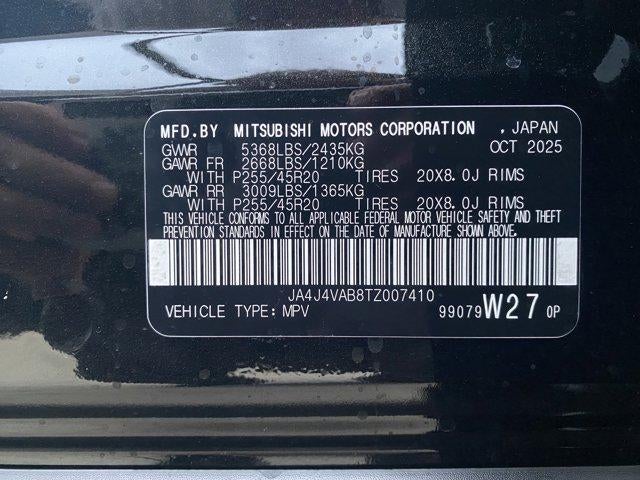 MFD.BY MITSUBISHI MOTORS CORPORATION , JAPAN
GVWR 5368LBS/2435KG OCT 2025
GAWR FR 2668LBS/1210KG
WITH P255/45R20 TIRES 20X8.0J RIMS
GAWR RR 3009LBS/1365KG
WITH P255/45R20 TIRES 20X8.0J RIMS
THIS VEHICLE CONFORMS TO ALL APPLICABLE FEDERAL MOTOR VEHICLE SAFETY AND THEFT
PREVENTION STANDARDS IN EFFECT ON THE DATE OF MANUFACTURE SHOWN ABOVE.
JA4J4VAB8TZ007410
VEHICLE TYPE: MPV 99079 W27 0P